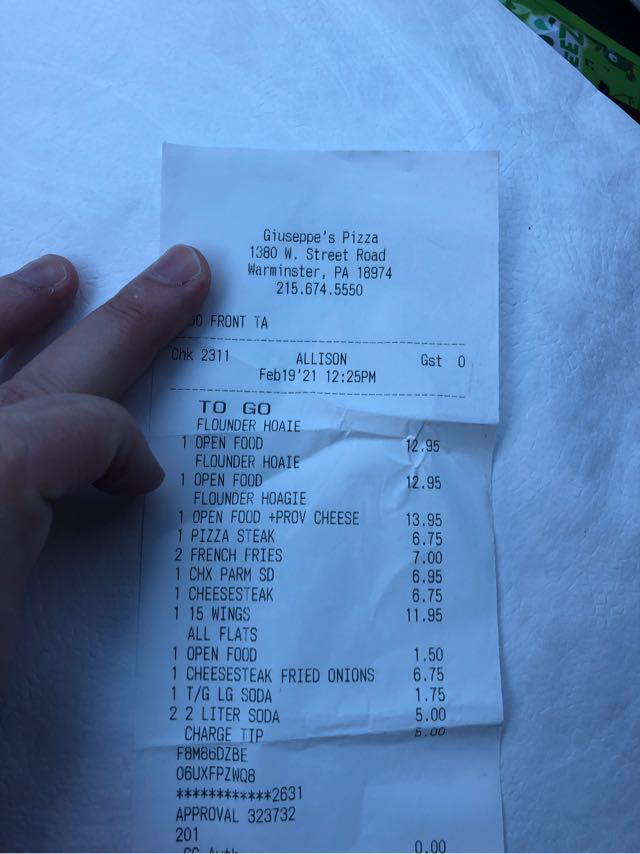 Giuseppe's Pizza
1380 W. Street Road
Warminster, PA 18974
215.674.5550
GO FRONT TA
Chk 2311 ALLISON Gst 0
Feb19'21 12:25PM
TO GO
FLOUNDER HOAIE
1 OPEN FOOD 12.95
FLOUNDER HOAIE
1 OPEN FOOD 12.95
FLOUNDER HOAGIE
1 OPEN FOOD +PROV CHEESE 13.95
1 PIZZA STEAK 6.75
2 FRENCH FRIES 7.00
1 CHX PARM SD 6.95
1 CHEESESTEAK 6.75
1 15 WINGS 11.95
ALL FLATS
1 OPEN FOOD 1.50
1 CHEESESTEAK FRIED ONIONS 6.75
1 T/G LG SODA 1.75
2 2 LITER SODA 5.00
CHARGE TIP 5.00
F8M86DZBE
06UXFPZWQ8
************2631
APPROVAL 323732
201
CC Auth 0.00